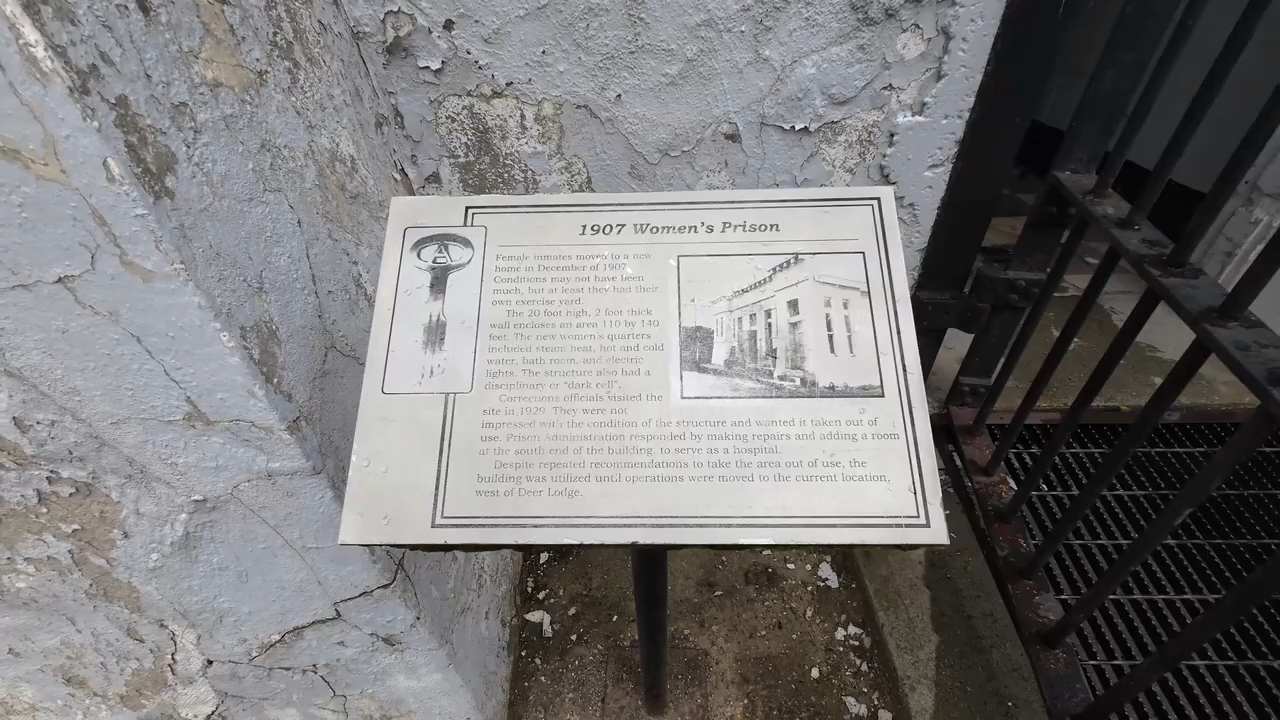 1907 Women's Prison
A
Female inmates moved to a new
home in December of 1907.
Conditions may not have been
much, but at least they had their
own exercise yard.
The 20 foot high, 2 foot thick
wall encloses an area 110 by 140
feet. The new women's quarters
included steam heat, hot and cold
water, bath room, and electric
lights. The structure also had a
disciplinary or "dark cell".
Corrections officials visited the
site in 1929. They were not
impressed with the condition of the structure and wanted it taken out of
use. Prison Administration responded by making repairs and adding a room
at the south end of the building, to serve as a hospital.
Despite repeated recommendations to take the area out of use, the
building was utilized until operations were moved to the current location,
west of Deer Lodge.